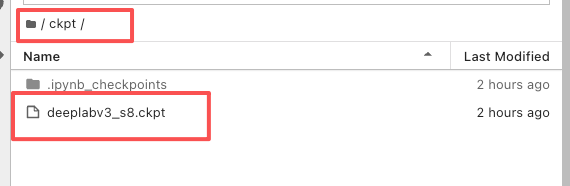 / ckpt /
Name Last Modified
.ipynb_checkpoints 2 hours ago
deeplabv3_s8.ckpt 2 hours ago